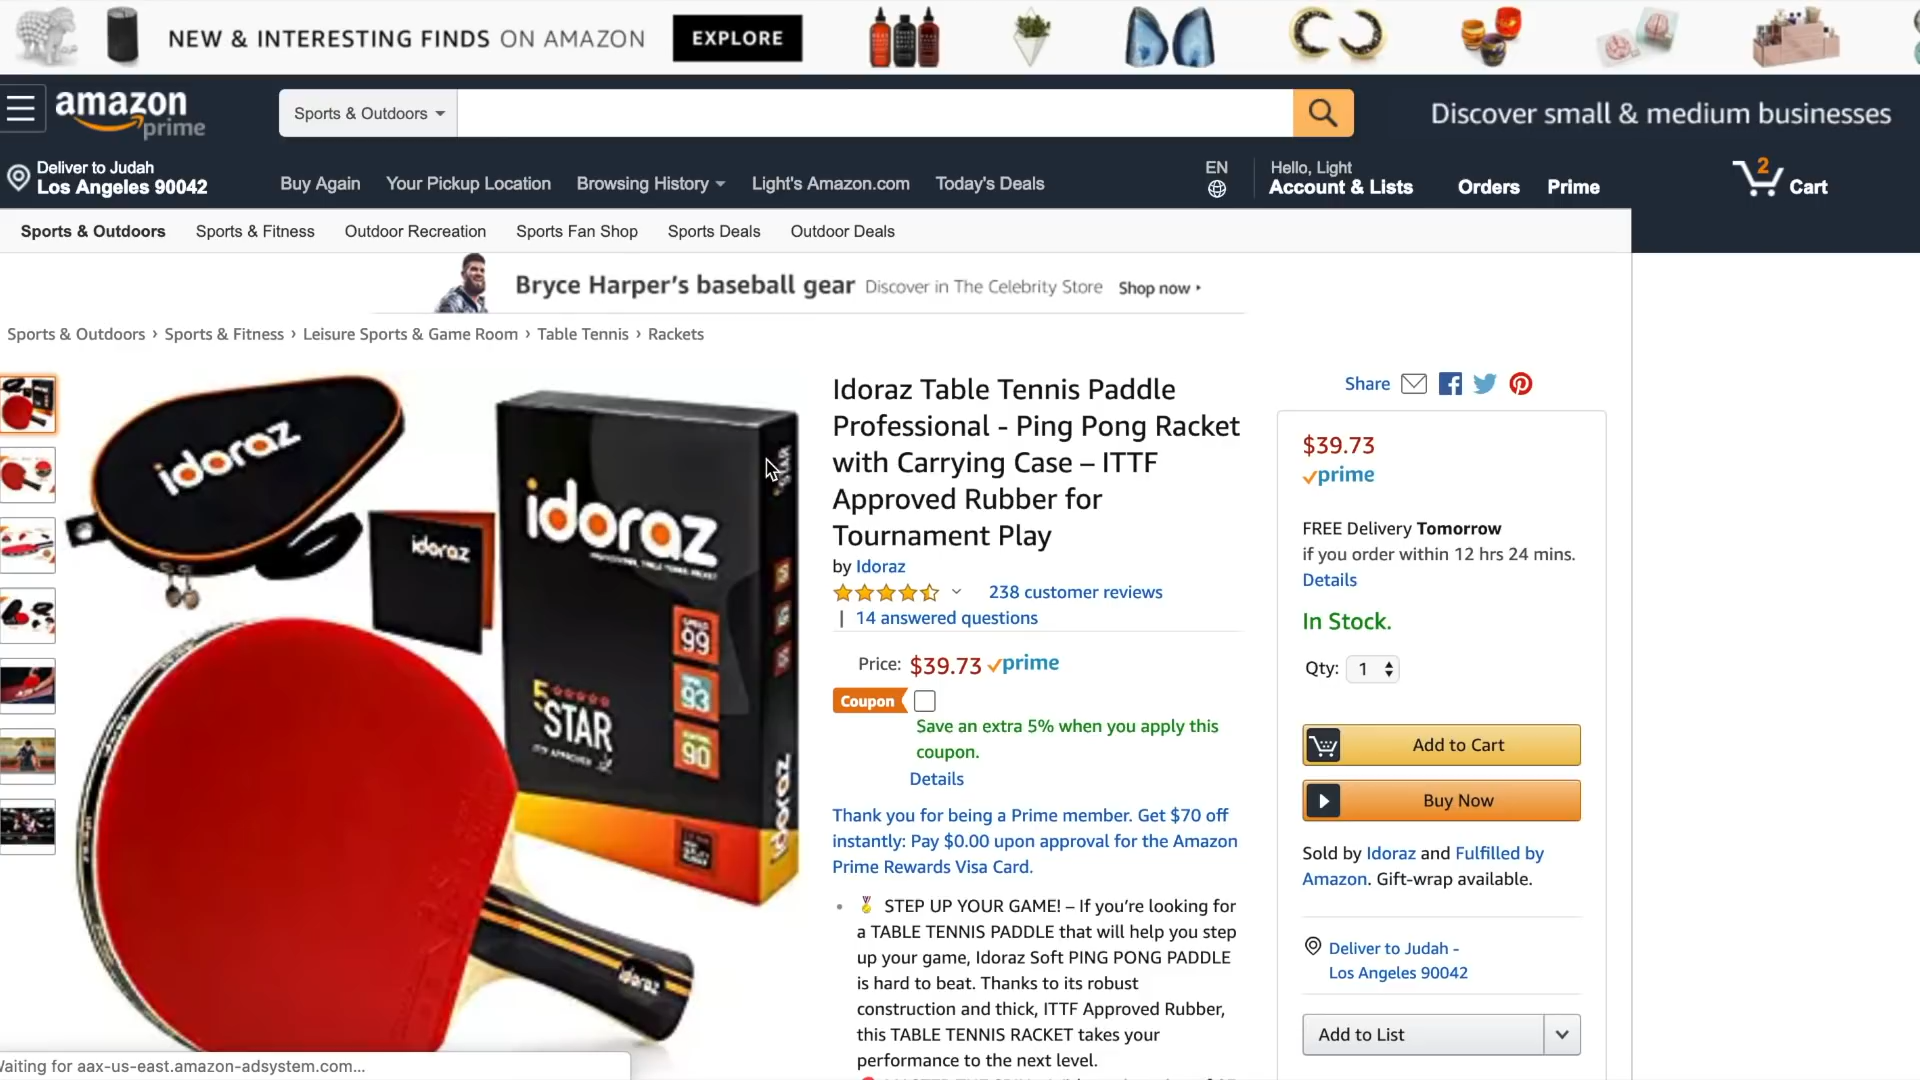 NEW & INTERESTING FINDS ON AMAZON
EXPLORE
amazon
prime
Sports & Outdoors
Discover small & medium businesses
Deliver to Judah
Los Angeles 90042
Buy Again
Your Pickup Location
Browsing History
Light's Amazon.com
Today's Deals
EN
Hello, Light
Account & Lists
Orders
Prime
2
Cart
Sports & Outdoors
Sports & Fitness
Outdoor Recreation
Sports Fan Shop
Sports Deals
Outdoor Deals
Bryce Harper's baseball gear Discover in The Celebrity Store Shop now ▸
Sports & Outdoors › Sports & Fitness › Leisure Sports & Game Room › Table Tennis › Rackets
idoraz
idoraz
idoraz
99
93
90
5
STAR
idoraz
idoraz
Idoraz Table Tennis Paddle
Professional - Ping Pong Racket
with Carrying Case – ITTF
Approved Rubber for
Tournament Play
by Idoraz
238 customer reviews
| 14 answered questions
Price: $39.73 prime
Coupon
Save an extra 5% when you apply this
coupon.
Details
Thank you for being a Prime member. Get $70 off
instantly: Pay $0.00 upon approval for the Amazon
Prime Rewards Visa Card.
• 🏅 STEP UP YOUR GAME! – If you’re looking for
a TABLE TENNIS PADDLE that will help you step
up your game, Idoraz Soft PING PONG PADDLE
is hard to beat. Thanks to its robust
construction and thick, ITTF Approved Rubber,
this TABLE TENNIS RACKET takes your
performance to the next level.
Share
$39.73
prime
FREE Delivery Tomorrow
if you order within 12 hrs 24 mins.
Details
In Stock.
Qty: 1
Add to Cart
Buy Now
Sold by Idoraz and Fulfilled by
Amazon. Gift-wrap available.
Deliver to Judah -
Los Angeles 90042
Add to List
Waiting for aax-us-east.amazon-adsystem.com...